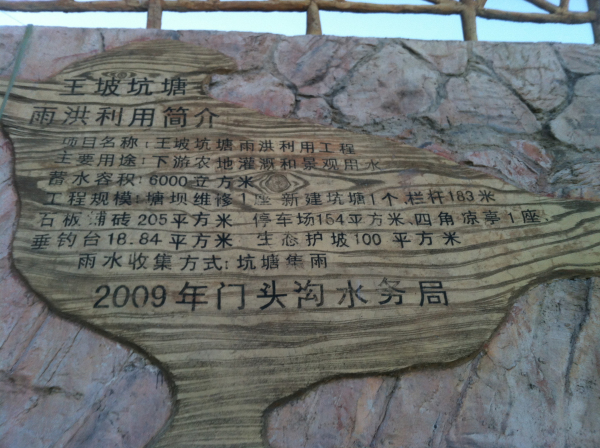 王坡坑塘
雨洪利用简介
项目名称:王坡坑塘雨洪利用工程
主要用途:下游农地灌溉和景观用水
蓄水容积:6000立方米
工程规模:塘坝维修1座 新建坑塘1个,栏杆183米
石板铺砖205平方米 停车场154平方米,四角凉亭1座
垂钓台18.84平方米 生态护坡100平方米
雨水收集方式:坑塘集雨
2009年门头沟水务局